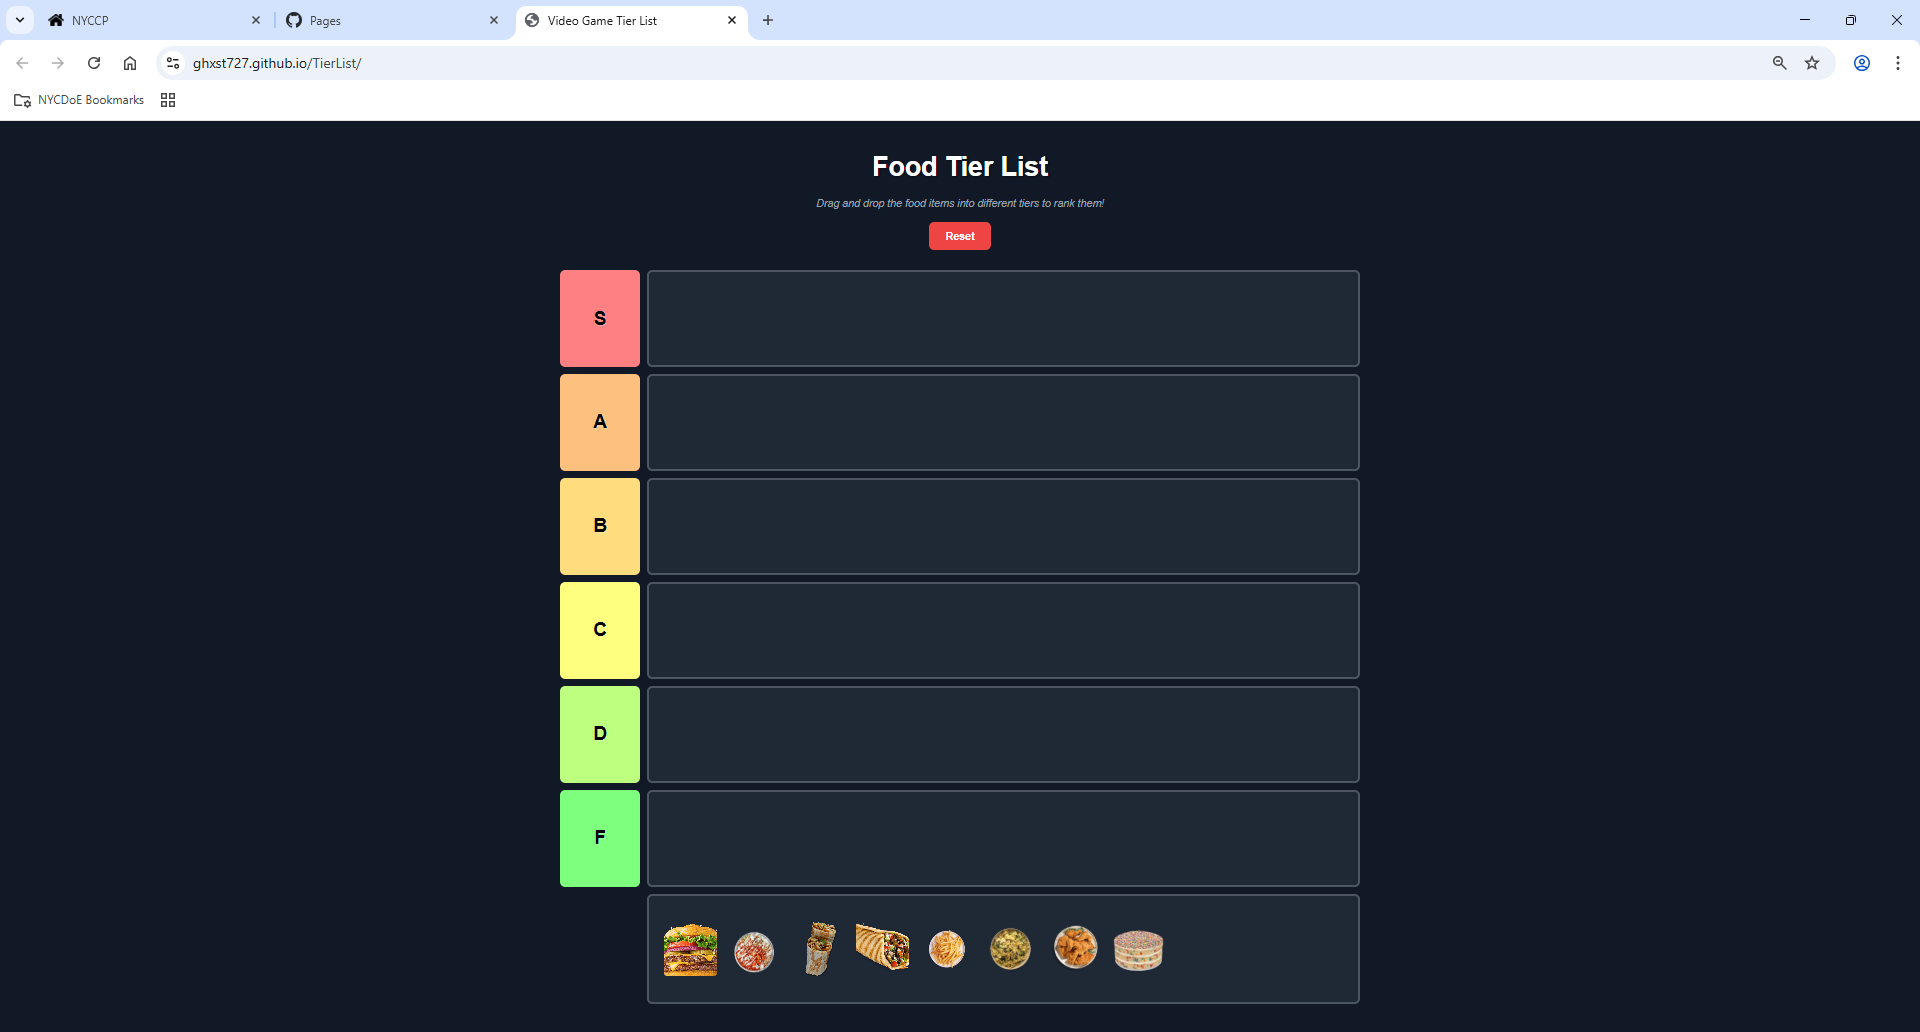 NYCCP
Pages
Video Game Tier List
ghxst727.github.io/TierList/
NYCDoE Bookmarks
Food Tier List
Drag and drop the food items into different tiers to rank them!
Reset
S
A
B
C
D
F